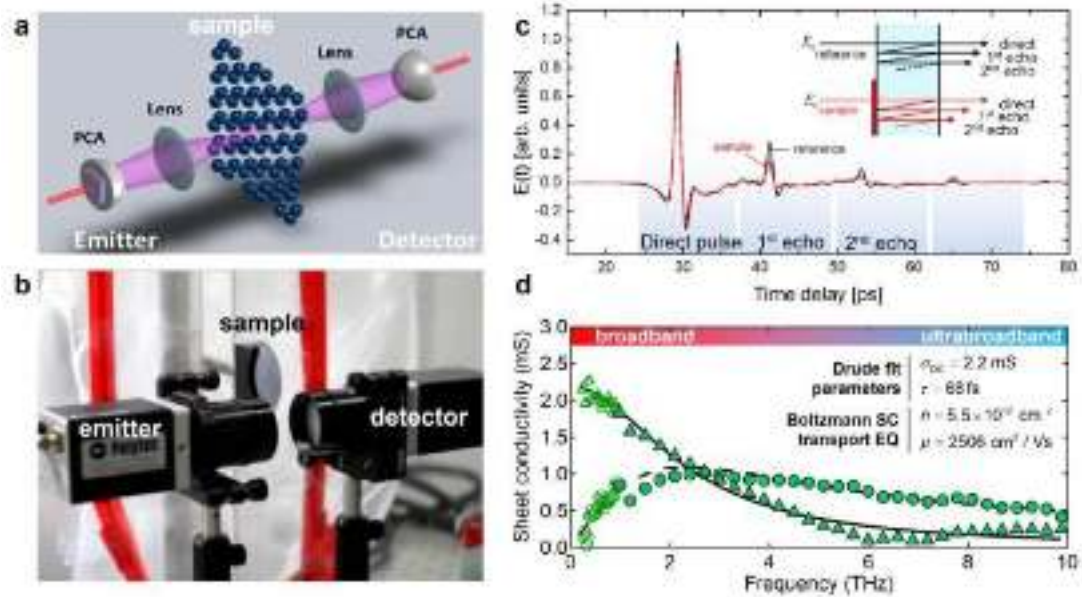 a
sample
PCA
Lens
Lens
PCA
Emitter
Detector
b
sample
emitter
detector
c
E(t) [arb. units]
1.2
1.0
0.8
0.6
0.4
0.2
0.0
-0.2
-0.4
reference
direct
1st echo
2nd echo
sample
direct
1st echo
2nd echo
sample
reference
Direct pulse
1st echo
2nd echo
20 30 40 50 60 70 80
Time delay [ps]
d
Sheet conductivity (mS)
3.0
2.5
2.0
1.5
1.0
0.5
0.0
broadband
ultrabroadband
Drude fit
parameters
σDC = 2.2 mS
τ = 68 fs
Boltzmann SC
transport EQ
μ = 2506 cm² / Vs
0 2 4 6 8 10
Frequency (THz)